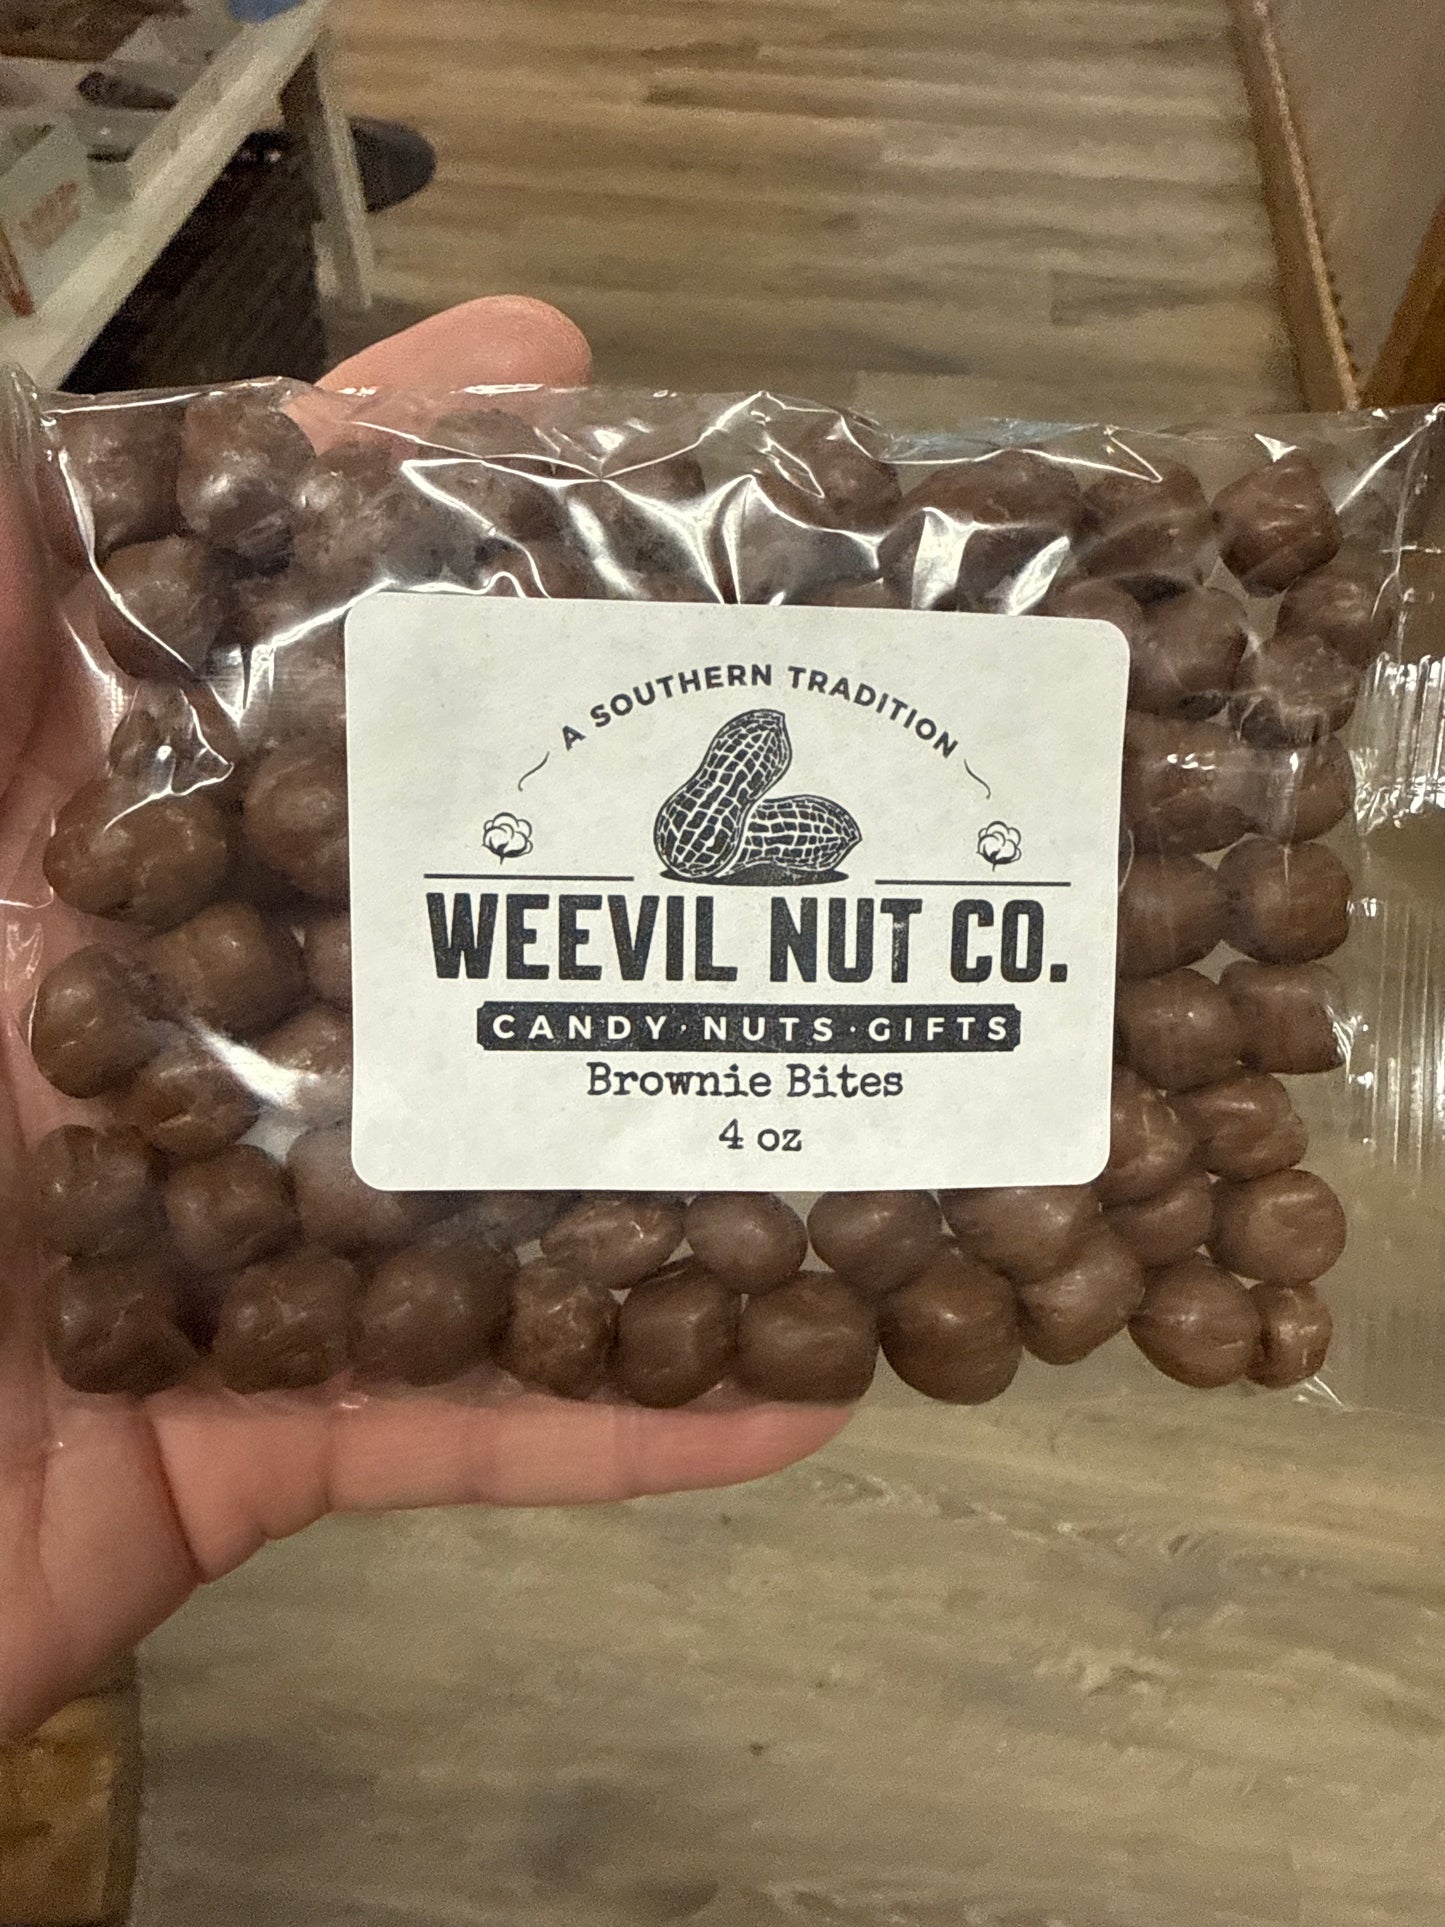 A SOUTHERN TRADITION
WEEVIL NUT CO.
CANDY · NUTS · GIFTS
Brownie Bites
4 oz